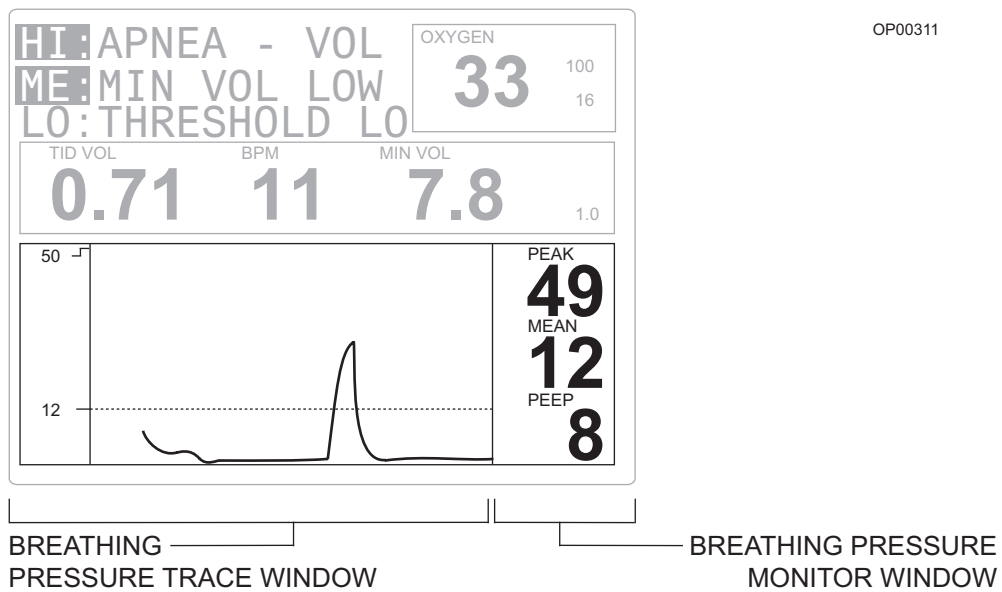 OP00311
HI:APNEA - VOL
ME:MIN VOL LOW
LO:THRESHOLD LO
OXYGEN
33
100
16
TID VOL BPM MIN VOL
0.71 11 7.8
1.0
50
12
PEAK
49
MEAN
12
PEEP
8
BREATHING
PRESSURE TRACE WINDOW
BREATHING PRESSURE
MONITOR WINDOW